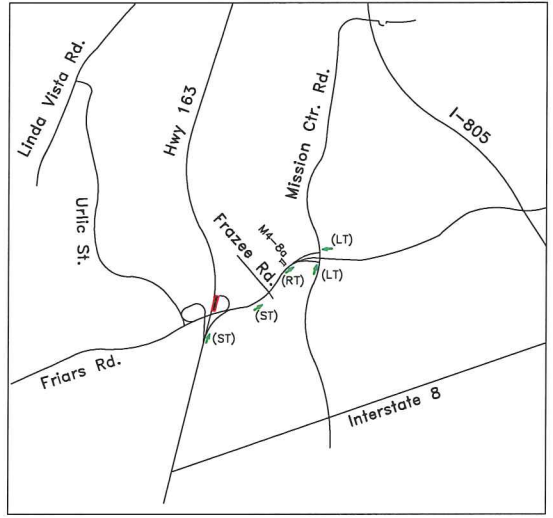 Linda Vista Rd.
Hwy 163
Mission Ctr. Rd.
I-805
Urlic St.
Frazee Rd.
M4-8a
(LT)
(RT)
(LT)
(ST)
(ST)
Friars Rd.
Interstate 8